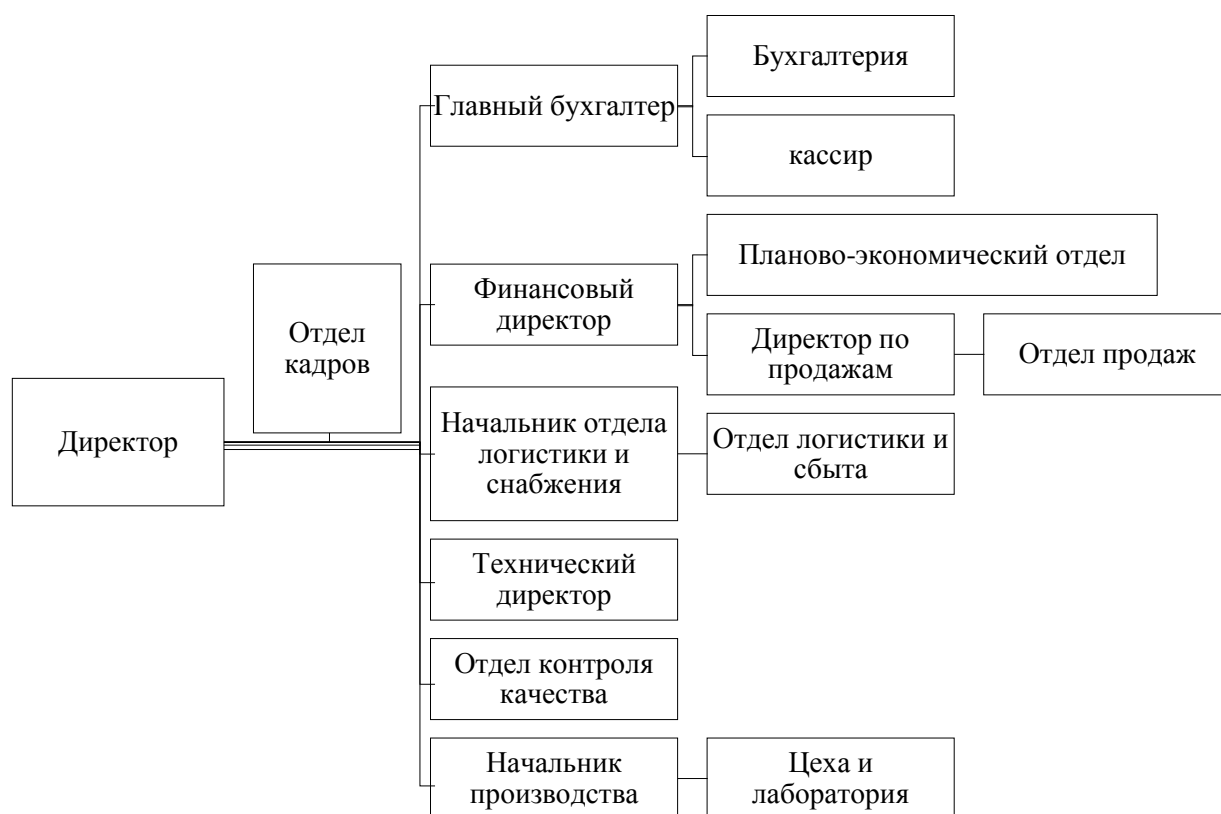 Бухгалтерия
Главный бухгалтер
кассир
Планово-экономический отдел
Финансовый
директор
Директор по
продажам
Отдел продаж
Отдел
кадров
Директор
Начальник отдела
логистики и
снабжения
Отдел логистики и
сбыта
Технический
директор
Отдел контроля
качества
Начальник
производства
Цеха и
лаборатория